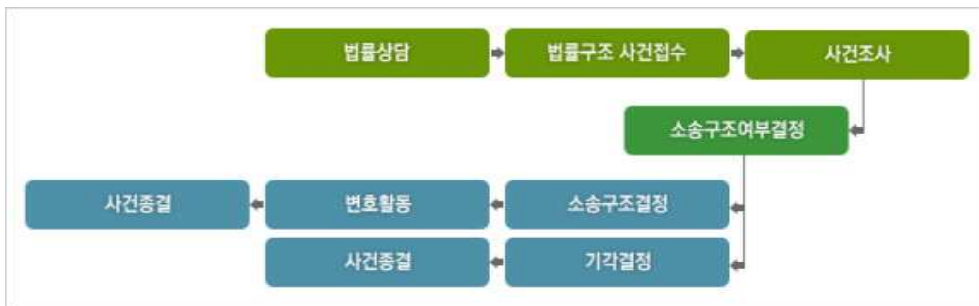 법률상담
법률구조 사건접수
사건조사
소송구조여부결정
소송구조결정
변호활동
사건종결
기각결정
사건종결